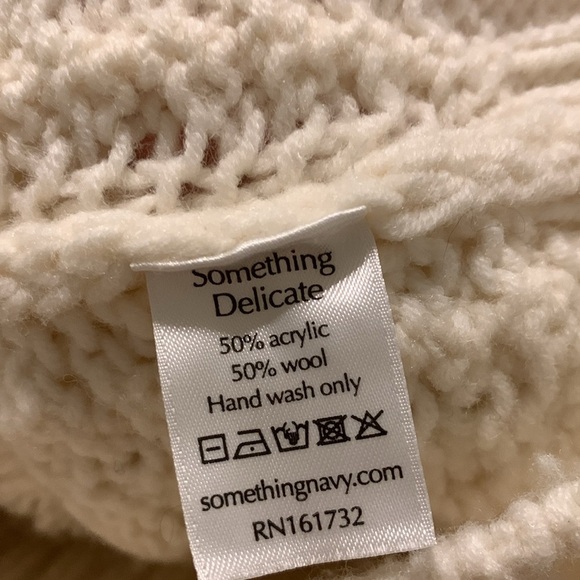 Something
Delicate
50% acrylic
50% wool
Hand wash only
somethingnavy.com
RN161732